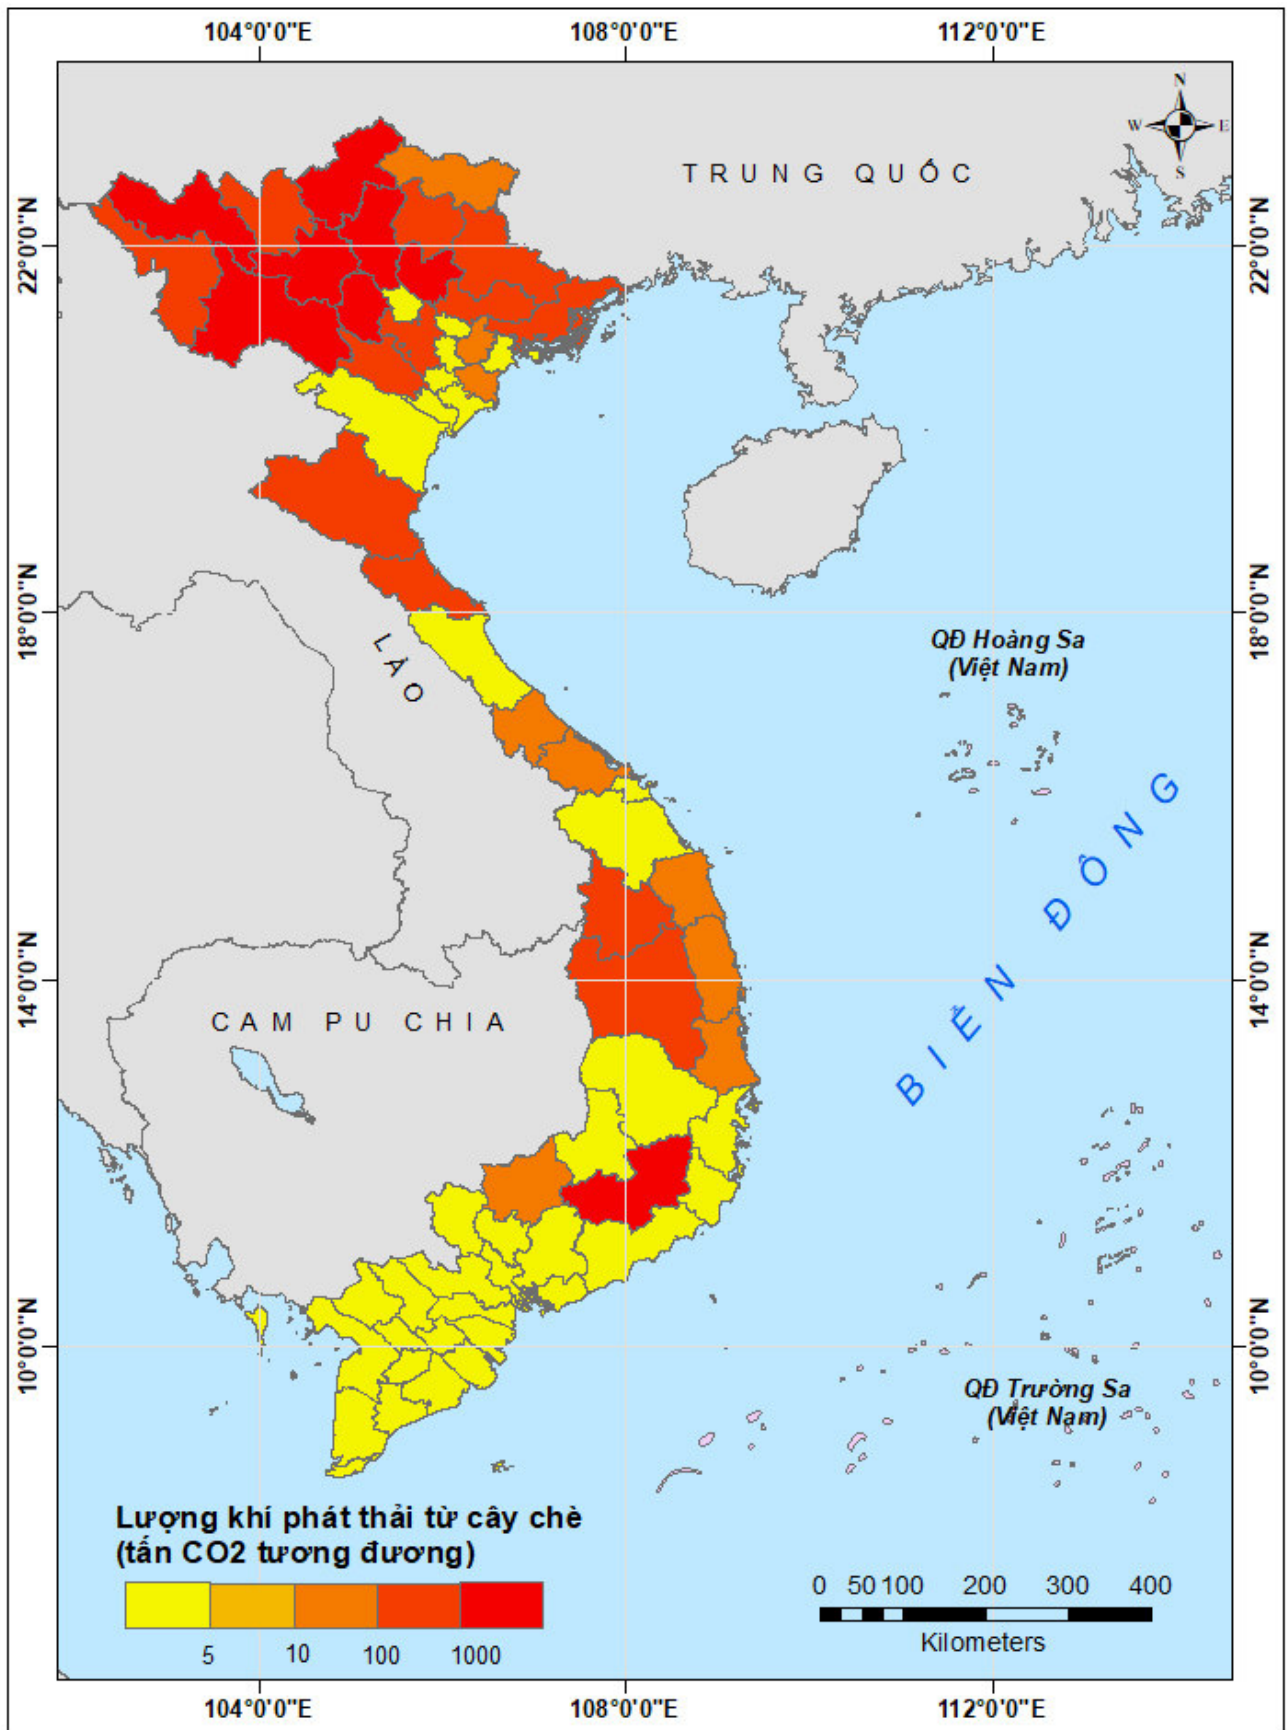 104°0'0"E 108°0'0"E 112°0'0"E
N
W E
S
TRUNG QUỐC
22°0'0"N 22°0'0"N
18°0'0"N 18°0'0"N
QĐ Hoàng Sa
(Việt Nam)
LÀO
BIỂN ĐÔNG
14°0'0"N 14°0'0"N
CAM PU CHIA
10°0'0"N 10°0'0"N
QĐ Trường Sa
(Việt Nam)
Lượng khí phát thải từ cây chè
(tấn CO2 tương đương)
5 10 100 1000
0 50 100 200 300 400
Kilometers
104°0'0"E 108°0'0"E 112°0'0"E